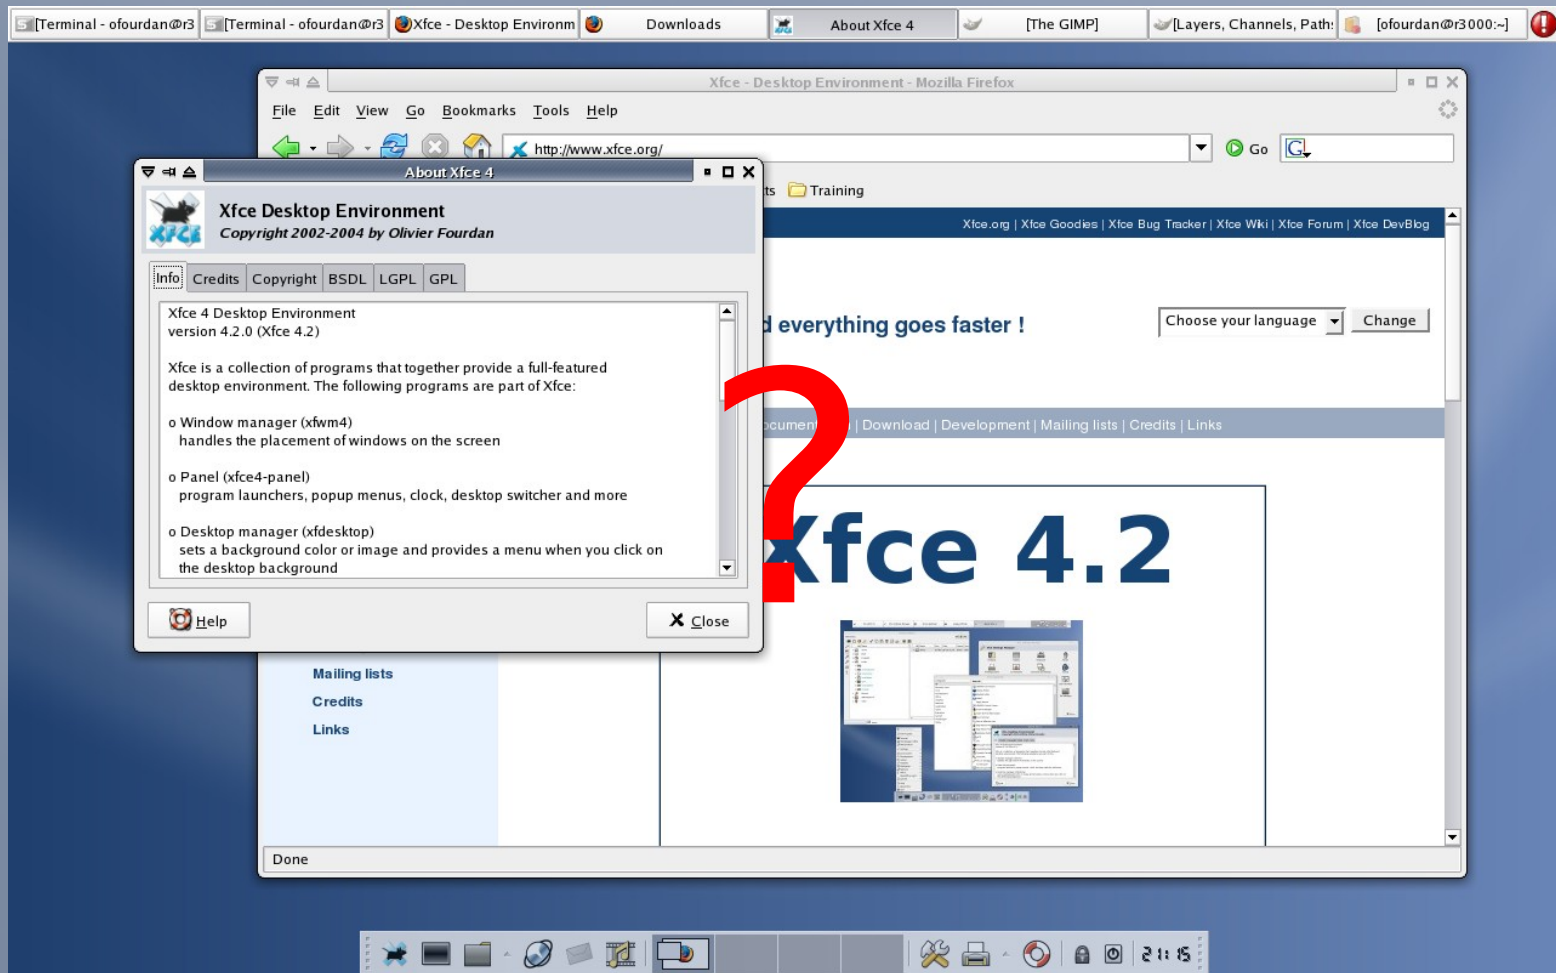 [Terminal - ofourdan@r3 [Terminal - ofourdan@r3 Xfce - Desktop Environm Downloads About Xfce 4 [The GIMP] [Layers, Channels, Path: [ofourdan@r3000:~]
Xfce - Desktop Environment - Mozilla Firefox
File Edit View Go Bookmarks Tools Help
http://www.xfce.org/ Go G
About Xfce 4
ts Training
XFCE
Xfce Desktop Environment
Copyright 2002-2004 by Olivier Fourdan
Xfce.org | Xfce Goodies | Xfce Bug Tracker | Xfce Wiki | Xfce Forum | Xfce DevBlog
Info Credits Copyright BSDL LGPL GPL
Xfce 4 Desktop Environment
version 4.2.0 (Xfce 4.2)
Xfce is a collection of programs that together provide a full-featured
desktop environment. The following programs are part of Xfce:
o Window manager (xfwm4)
handles the placement of windows on the screen
o Panel (xfce4-panel)
program launchers, popup menus, clock, desktop switcher and more
o Desktop manager (xfdesktop)
sets a background color or image and provides a menu when you click on
the desktop background
Help Close
d everything goes faster !
Choose your language Change
?
| Download | Development | Mailing lists | Credits | Links
Xfce 4.2
Mailing lists
Credits
Links
Done
21:15